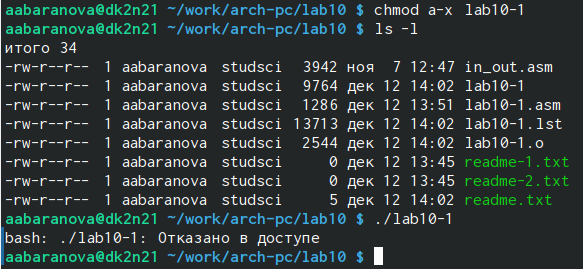 aabaranova@dk2n21 ~/work/arch-pc/lab10 $ chmod a-x lab10-1
aabaranova@dk2n21 ~/work/arch-pc/lab10 $ ls -l
итого 34
-rw-r--r-- 1 aabaranova studsci 3942 ноя 7 12:47 in_out.asm
-rw-r--r-- 1 aabaranova studsci 9764 дек 12 14:02 lab10-1
-rw-r--r-- 1 aabaranova studsci 1286 дек 12 13:51 lab10-1.asm
-rw-r--r-- 1 aabaranova studsci 13713 дек 12 14:02 lab10-1.lst
-rw-r--r-- 1 aabaranova studsci 2544 дек 12 14:02 lab10-1.o
-rw-r--r-- 1 aabaranova studsci 0 дек 12 13:45 readme-1.txt
-rw-r--r-- 1 aabaranova studsci 0 дек 12 13:45 readme-2.txt
-rw-r--r-- 1 aabaranova studsci 5 дек 12 14:02 readme.txt
aabaranova@dk2n21 ~/work/arch-pc/lab10 $ ./lab10-1
bash: ./lab10-1: Отказано в доступе
aabaranova@dk2n21 ~/work/arch-pc/lab10 $